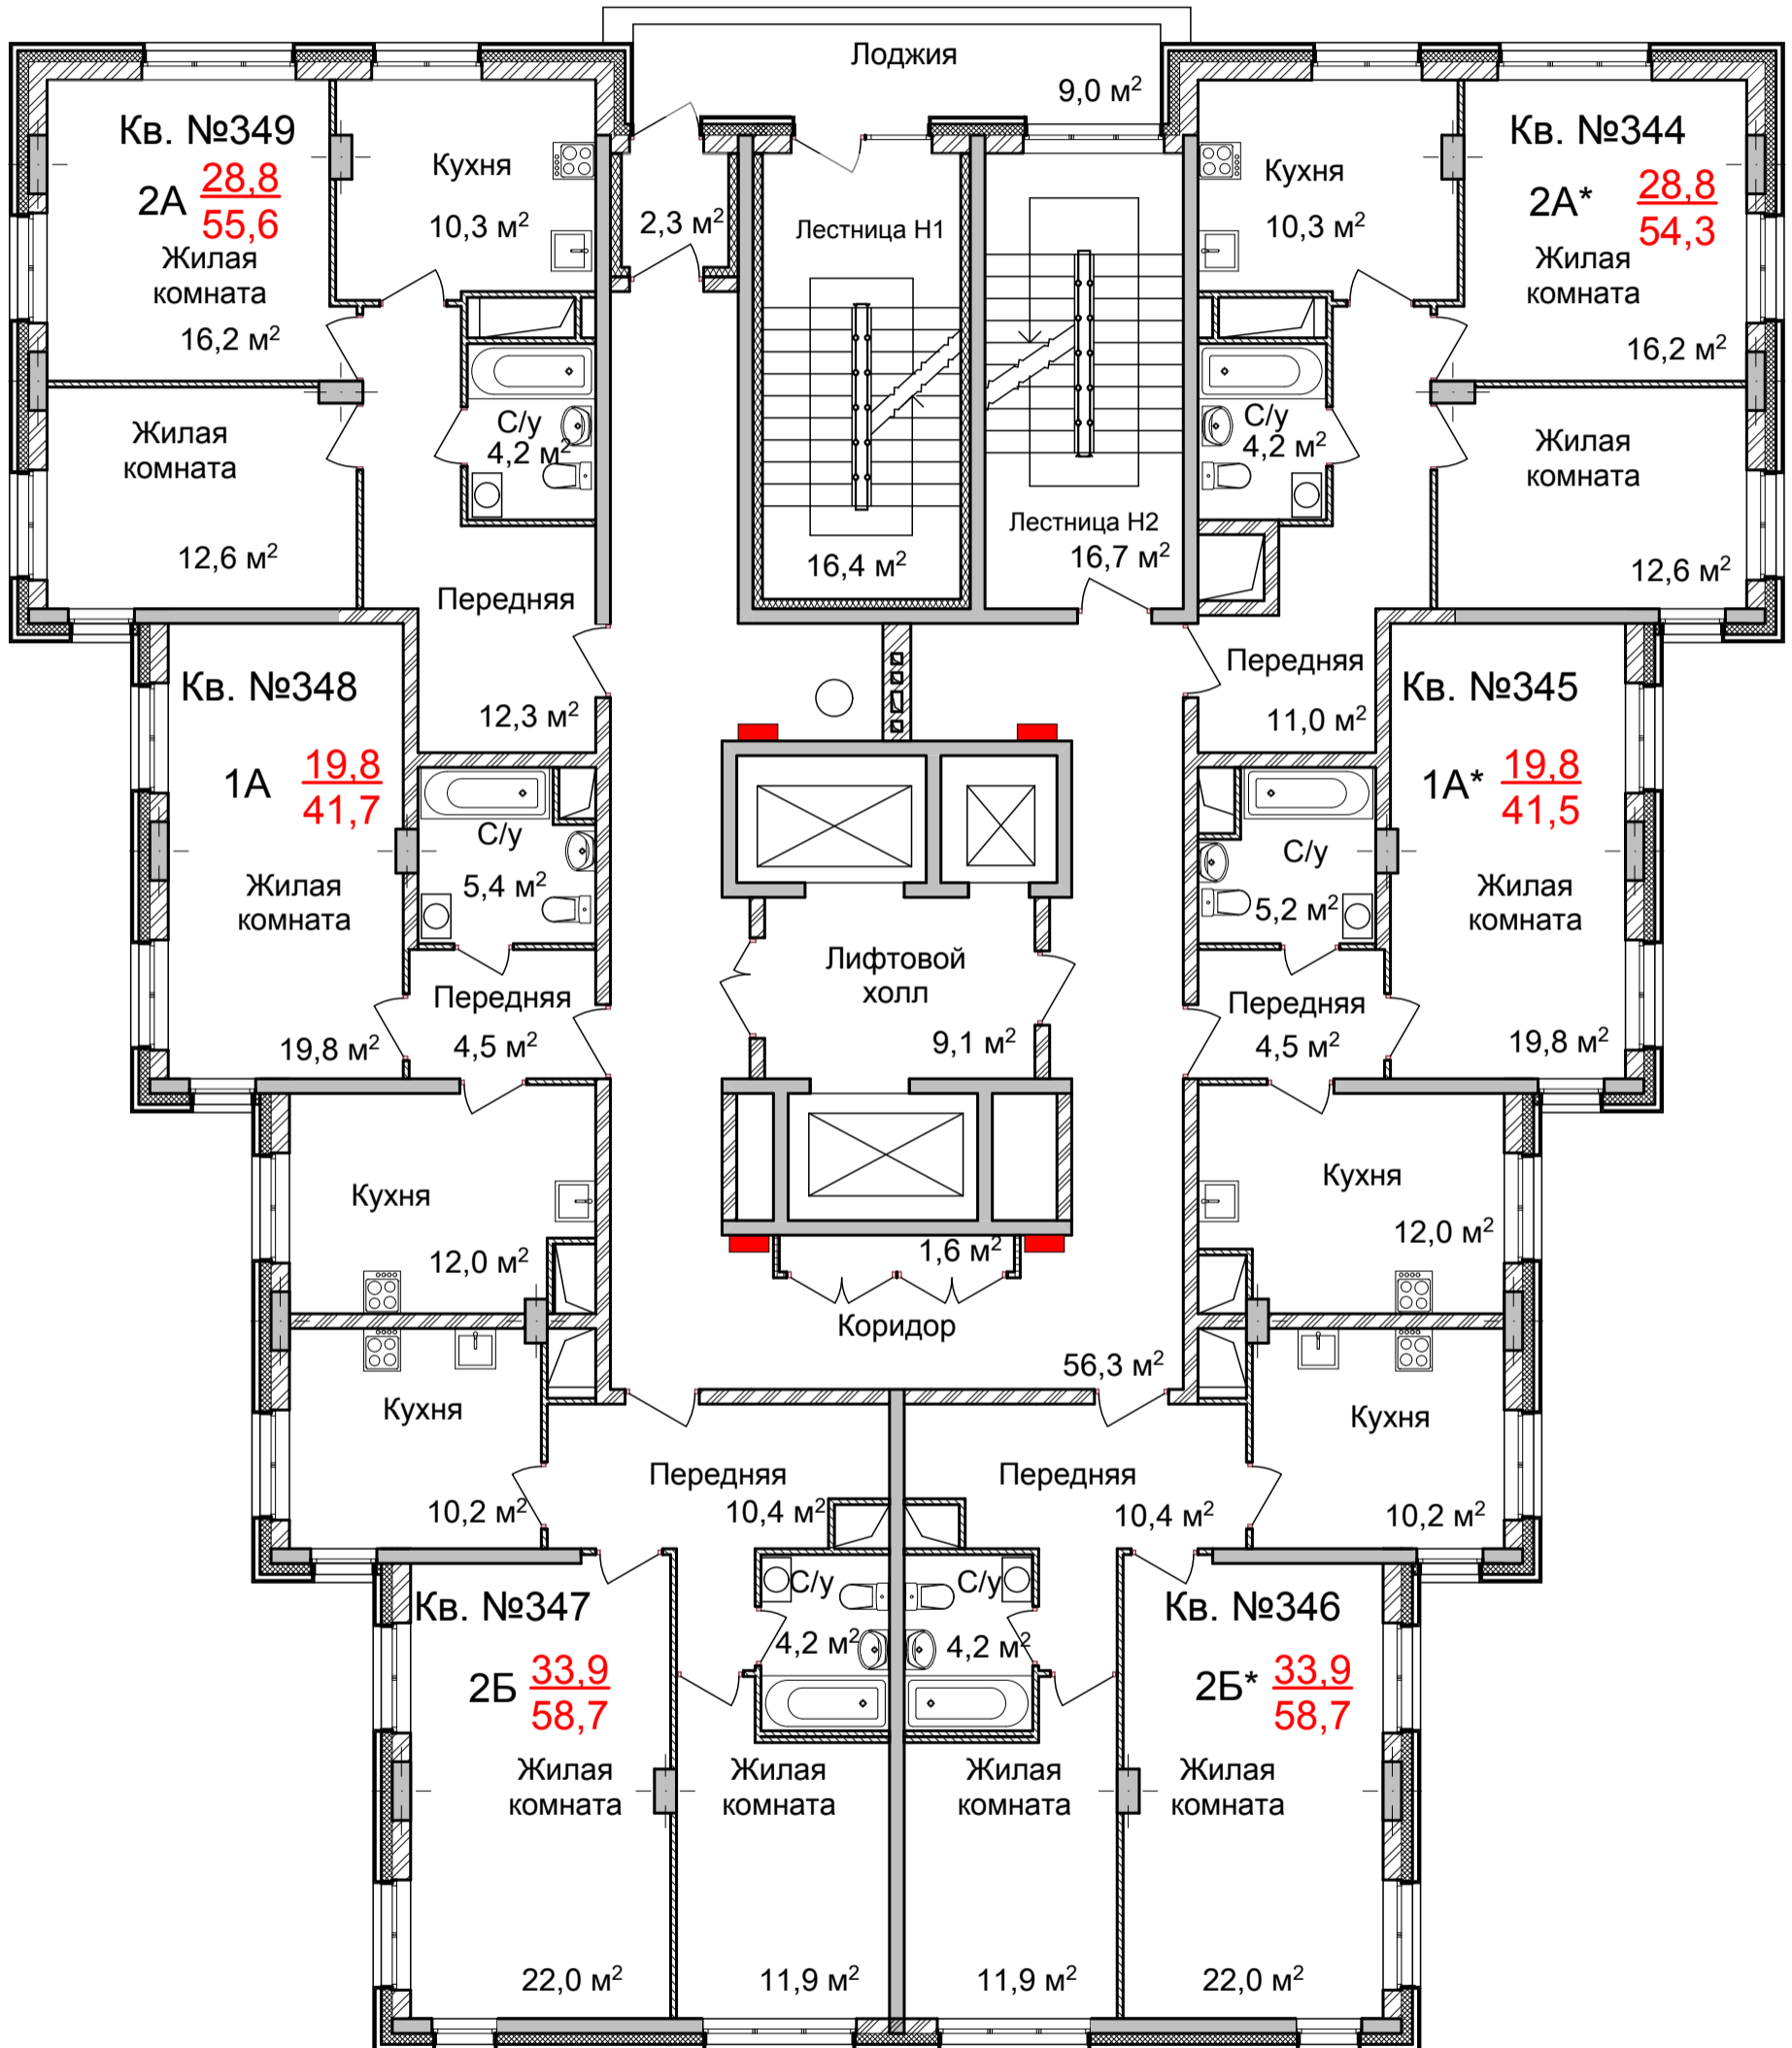 Лоджия
9,0 м²
Кв. №349
2А
28,8
55,6
Жилая
комната
16,2 м²
Кухня
10,3 м²
2,3 м²
Лестница Н1
16,4 м²
Лестница Н2
16,7 м²
Кухня
10,3 м²
Кв. №344
2А*
28,8
54,3
Жилая
комната
16,2 м²
Жилая
комната
12,6 м²
С/у
4,2 м²
Передняя
12,3 м²
С/у
4,2 м²
Жилая
комната
12,6 м²
Передняя
11,0 м²
Кв. №348
1А
19,8
41,7
Жилая
комната
19,8 м²
С/у
5,4 м²
Передняя
4,5 м²
Лифтовой
холл
9,1 м²
С/у
5,2 м²
Передняя
4,5 м²
Кв. №345
1А*
19,8
41,5
Жилая
комната
19,8 м²
Кухня
12,0 м²
1,6 м²
Коридор
56,3 м²
Кухня
12,0 м²
Кухня
10,2 м²
Передняя
10,4 м²
Передняя
10,4 м²
Кухня
10,2 м²
Кв. №347
2Б
33,9
58,7
Жилая
комната
22,0 м²
С/у
4,2 м²
Жилая
комната
11,9 м²
С/у
4,2 м²
Жилая
комната
11,9 м²
Кв. №346
2Б*
33,9
58,7
Жилая
комната
22,0 м²